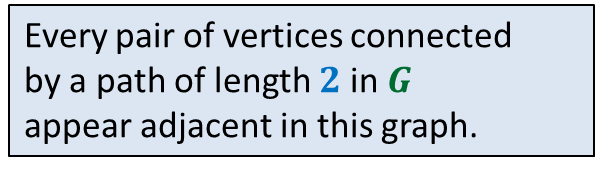 Every pair of vertices connected
by a path of length 2 in G
appear adjacent in this graph.